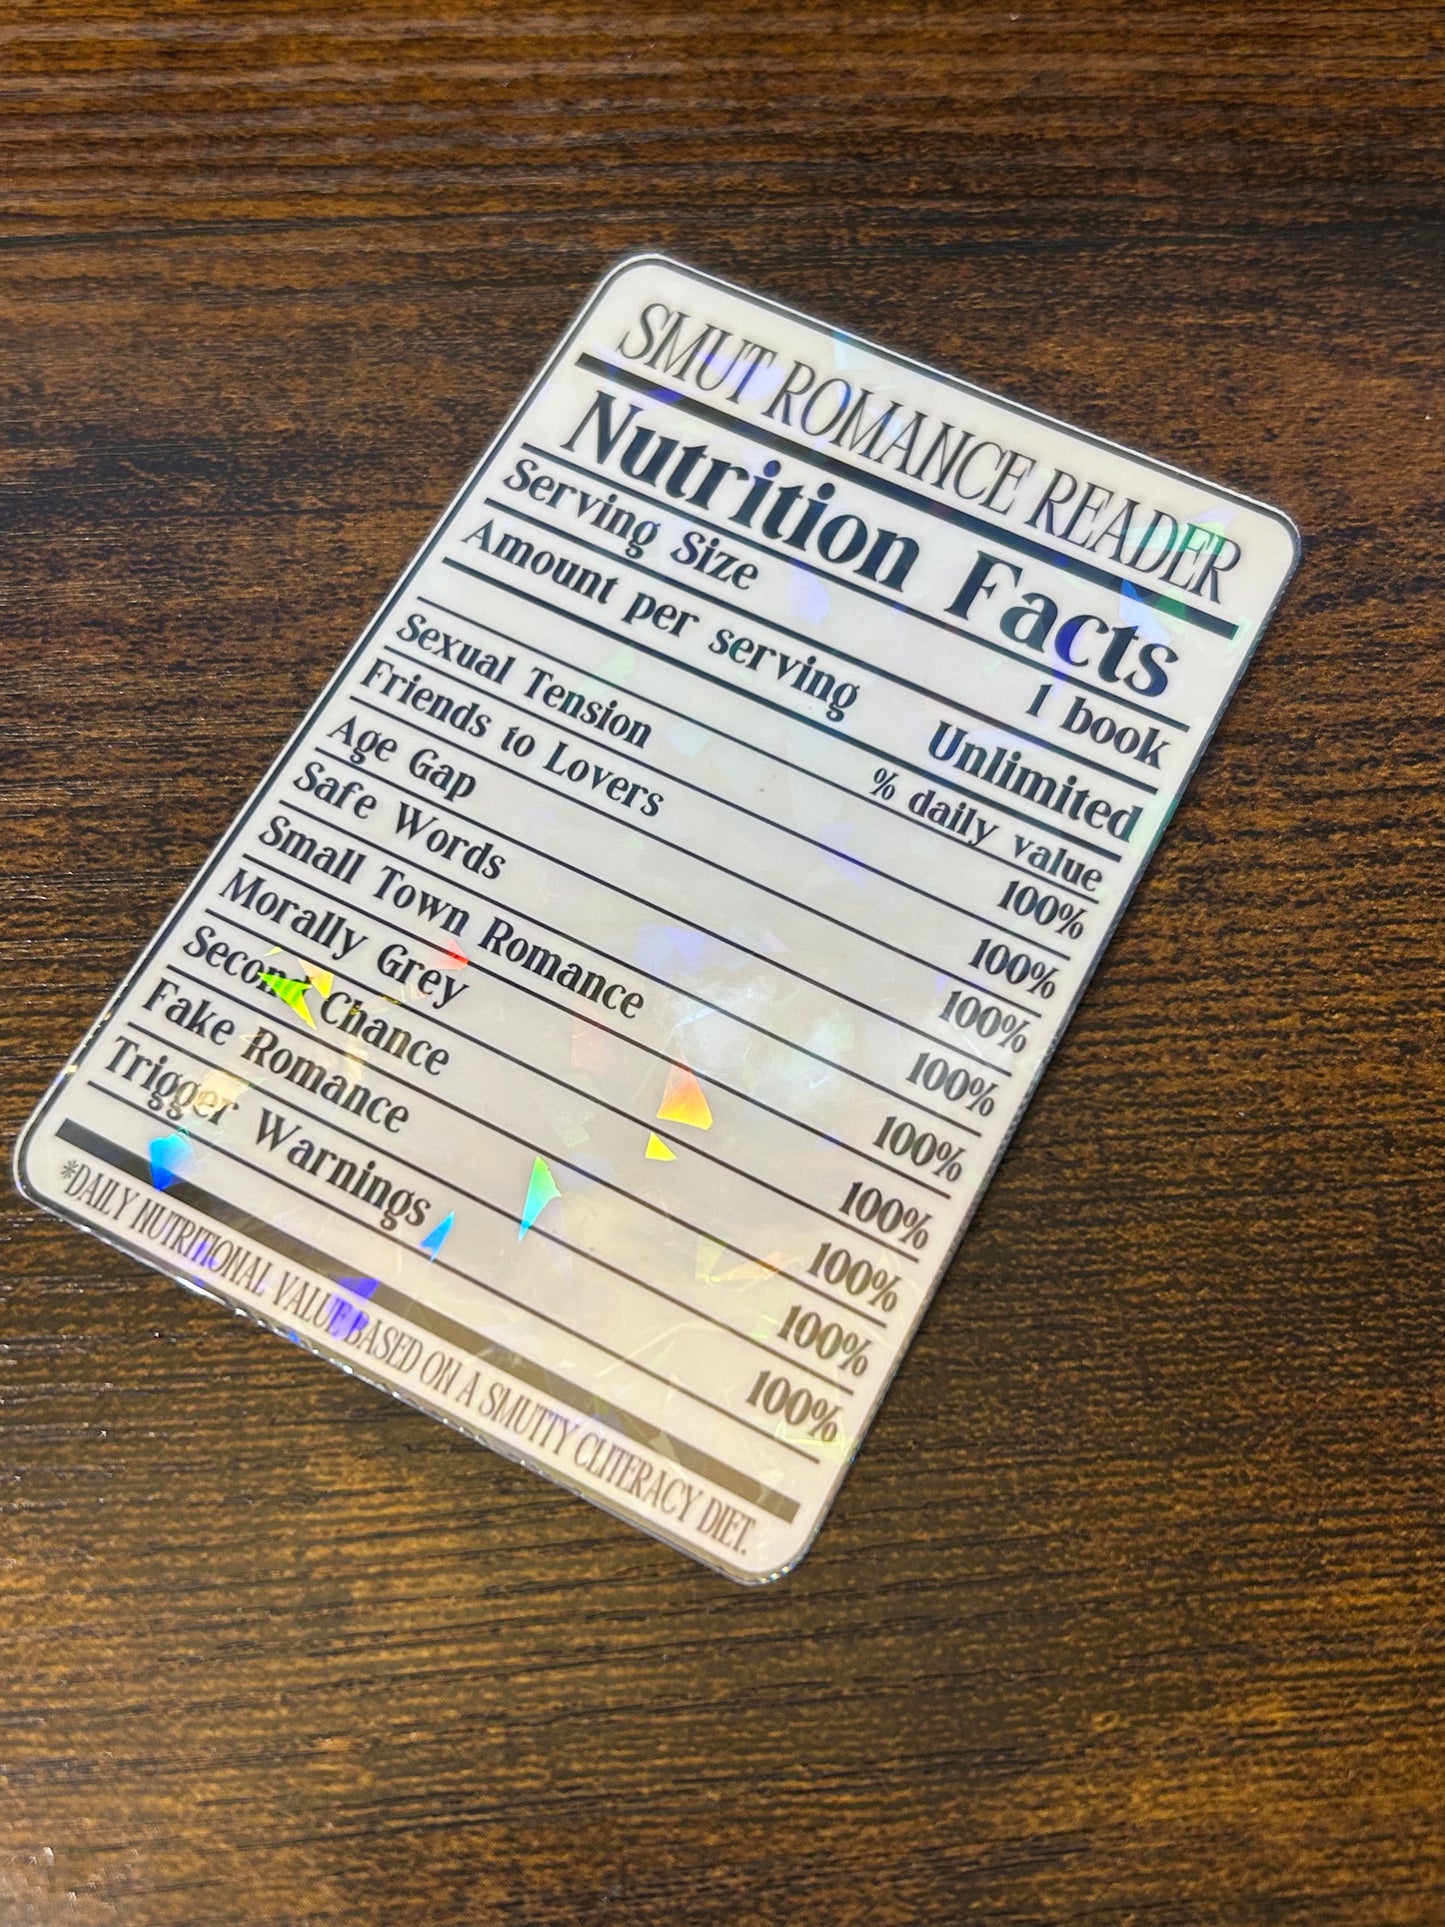 SMUT ROMANCE READER
Nutrition Facts
Serving Size 1 book
Amount per serving Unlimited
% daily value
Sexual Tension 100%
Friends to Lovers 100%
Age Gap 100%
Safe Words 100%
Small Town Romance 100%
Morally Grey 100%
Second Chance 100%
Fake Romance 100%
Trigger Warnings 100%
*DAILY NUTRITIONAL VALUE BASED ON A SMUTTY CLITERACY DIET.